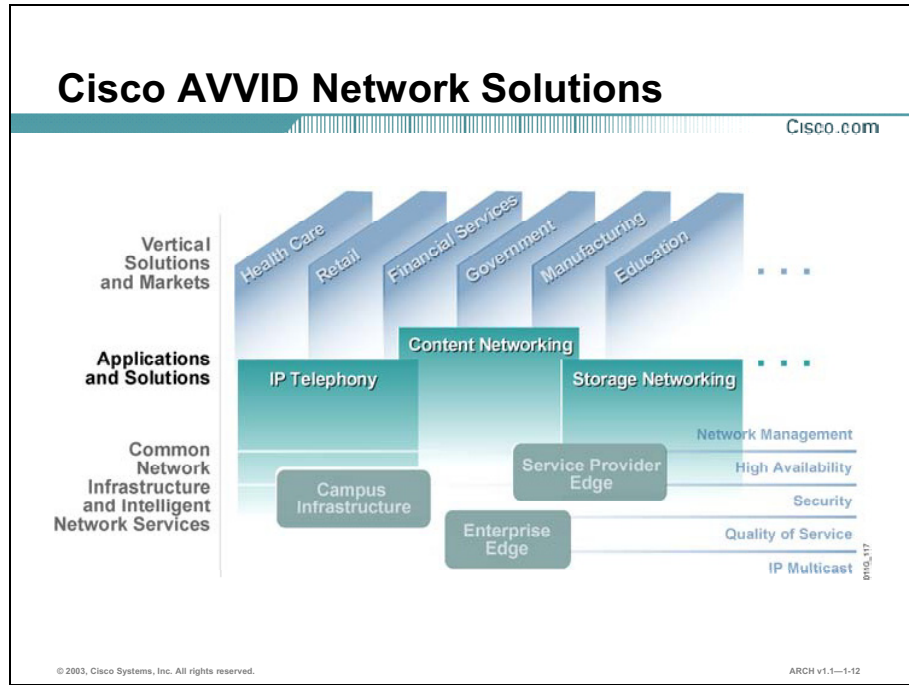 Cisco AVVID Network Solutions
Cisco.com
Vertical
Solutions
and Markets
Health Care
Retail
Financial Services
Government
Manufacturing
Education
. . .
Applications
and Solutions
IP Telephony
Content Networking
Storage Networking
. . .
Common
Network
Infrastructure
and Intelligent
Network Services
Campus
Infrastructure
Service Provider
Edge
Enterprise
Edge
Network Management
High Availability
Security
Quality of Service
IP Multicast
D11G_117
© 2003, Cisco Systems, Inc. All rights reserved.
ARCH v1.1—1-12